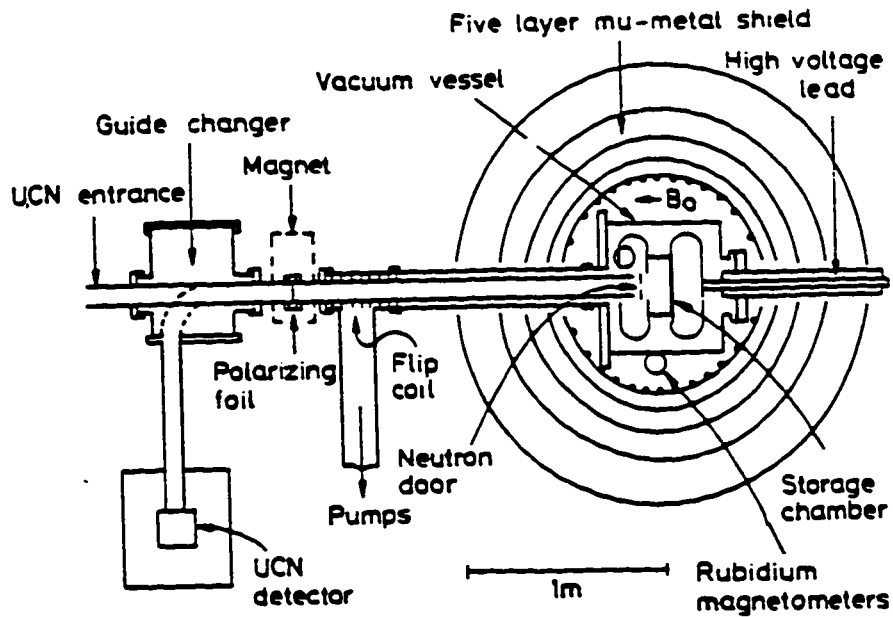 Five layer mu-metal shield
High voltage
lead
Vacuum vessel
Guide changer
Magnet
UCN entrance
B₀
Polarizing
foil
Flip
coil
Neutron
door
Pumps
Storage
chamber
UCN
detector
1m
Rubidium
magnetometers